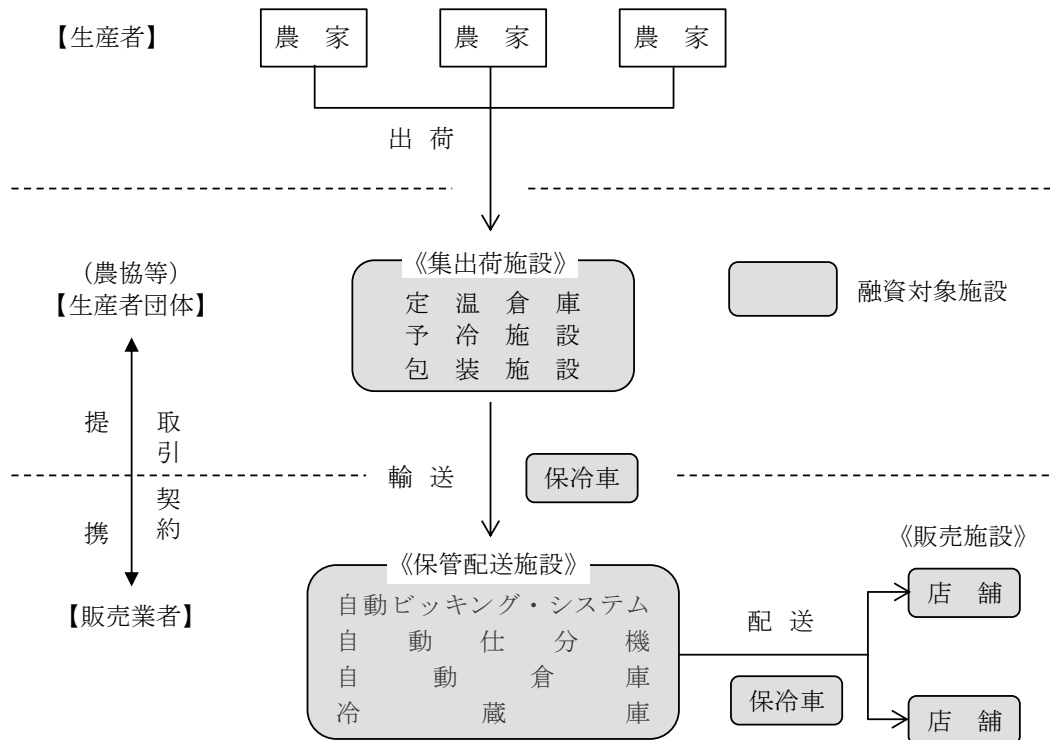 【生産者】
農 家
農 家
農 家
出 荷
(農協等)
【生産者団体】
《集出荷施設》
定 温 倉 庫
予 冷 施 設
包 装 施 設
融資対象施設
提 携
取引
契約
輸 送
保冷車
【販売業者】
《保管配送施設》
自動ビッキング・システム
自 動 仕 分 機
自 動 倉 庫
冷 蔵 庫
配 送
保冷車
《販売施設》
店 舗
店 舗